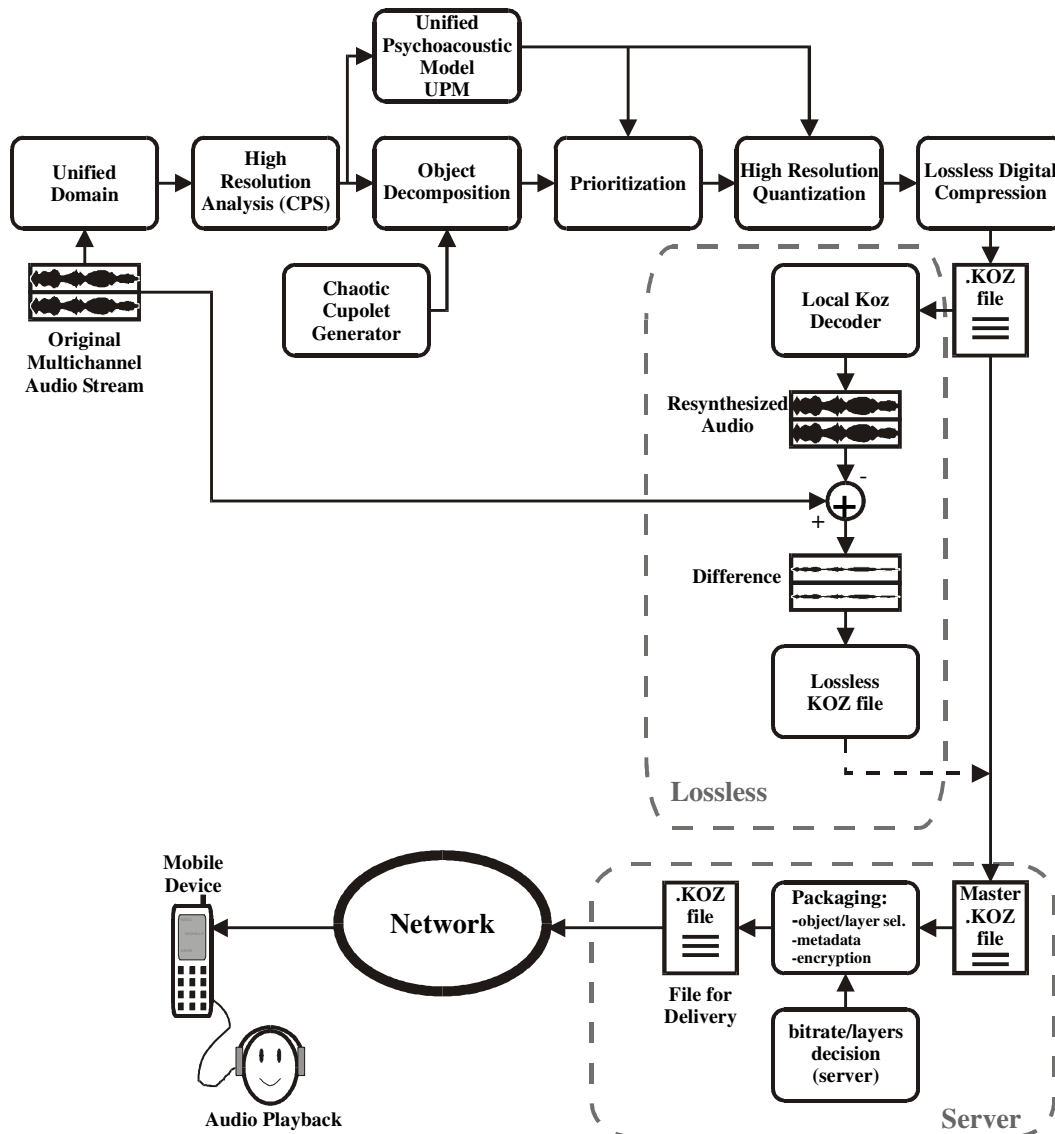 Unified
Psychoacoustic
Model
UPM
Unified
Domain
High
Resolution
Analysis (CPS)
Object
Decomposition
Prioritization
High Resolution
Quantization
Lossless Digital
Compression
Original
Multichannel
Audio Stream
Chaotic
Cupolet
Generator
Local Koz
Decoder
.KOZ
file
Resynthesized
Audio
-
+
+
Difference
Lossless
KOZ file
Lossless
Mobile
Device
Network
.KOZ
file
File for
Delivery
Packaging:
-object/layer sel.
-metadata
-encryption
Master
.KOZ
file
bitrate/layers
decision
(server)
Audio Playback
Server